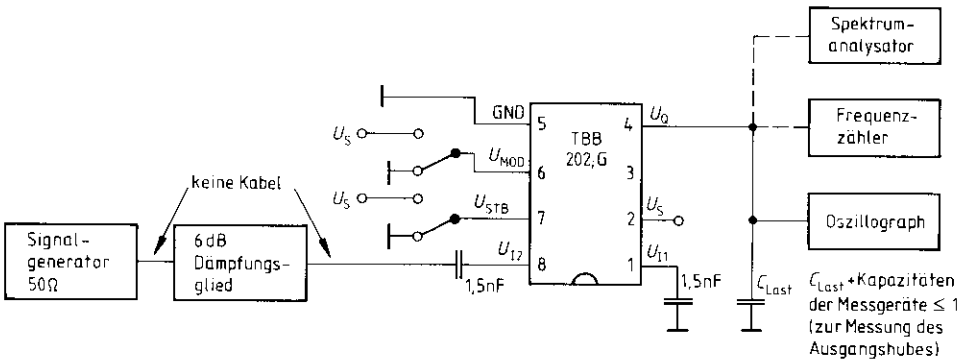 Spektrum-
analysator
GND
5
TBB
202,G
4
U_Q
Frequenz-
zähler
U_S
U_MOD
6
3
keine Kabel
U_S
U_STB
7
2
U_S
Oszillograph
Signal-
generator
50Ω
6dB
Dämpfungs-
glied
U_I2
8
1
U_I1
1,5nF
1,5nF
C_Last
C_Last+Kapazitäten
der Messgeräte ≤ 1
(zur Messung des
Ausgangshubes)